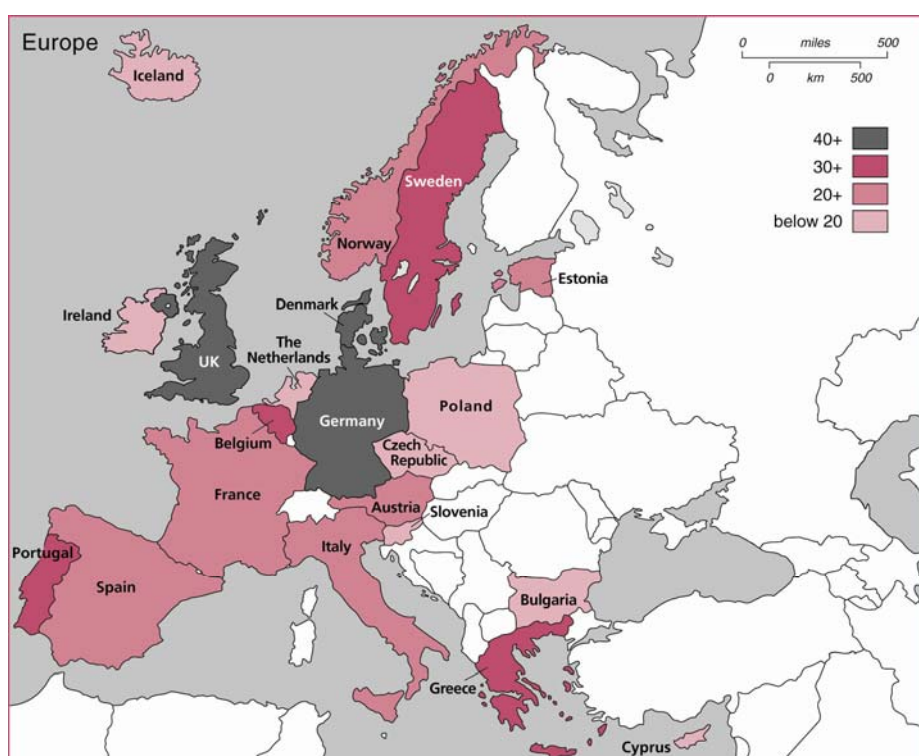 Europe
0 miles 500
0 km 500
Iceland
40+
30+
20+
below 20
Sweden
Norway
Estonia
Ireland
Denmark
The
Netherlands
UK
Poland
Germany
Belgium
Czech
Republic
France
Austria
Slovenia
Italy
Portugal
Spain
Bulgaria
Greece
Cyprus